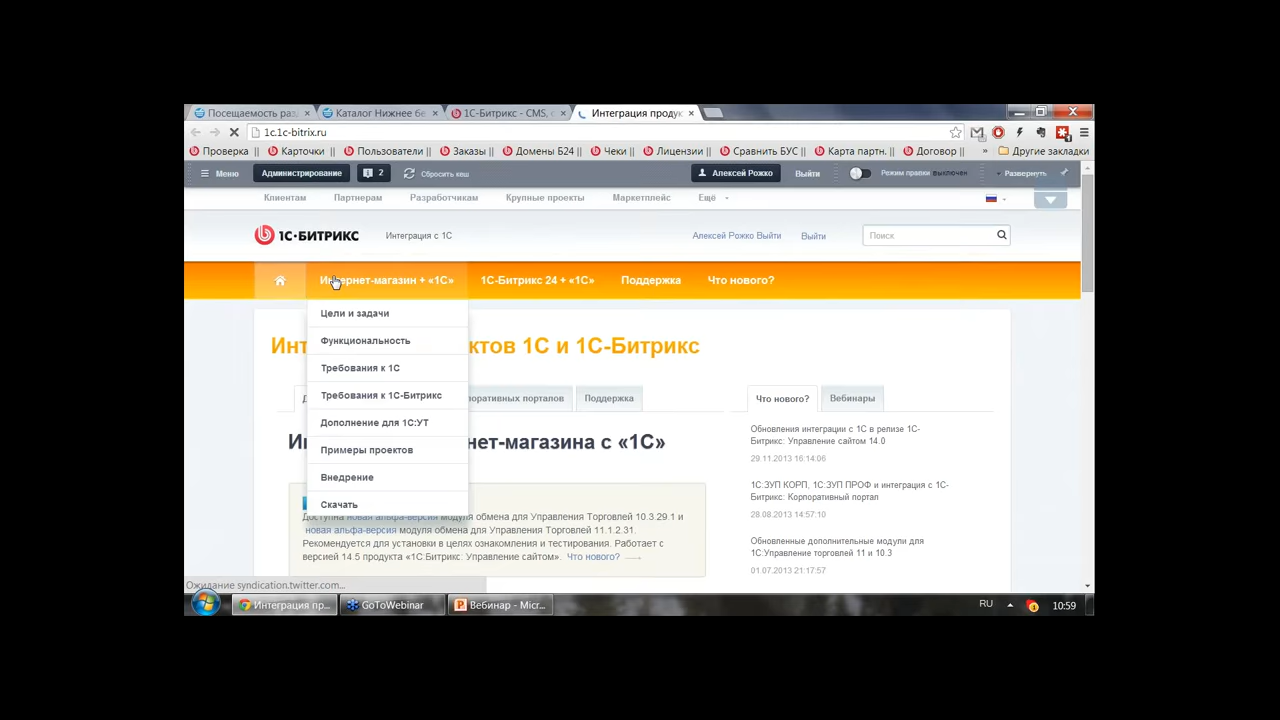 Посещаемость раз
Каталог Нижнее бе
1С-Битрикс - CMS, с
Интеграция продук
1c.1c-bitrix.ru
Проверка ||
Карточки ||
Пользователи ||
Заказы ||
Домены Б24 ||
Чеки ||
Лицензии ||
Сравнить БУС ||
Карта партн. ||
Договор ||
»
Другие закладки
Меню
Администрирование
2
Сбросить кеш
Алексей Рожко
Выйти
Режим правки выключен
Развернуть
Клиентам
Партнерам
Разработчикам
Крупные проекты
Маркетплейс
Ещё
1С·БИТРИКС
Интеграция с 1С
Алексей Рожко Выйти
Выйти
Поиск
Интернет-магазин + «1С»
1С-Битрикс 24 + «1С»
Поддержка
Что нового?
Цели и задачи
Функциональность
Требования к 1С
Требования к 1С-Битрикс
Дополнение для 1С:УТ
Примеры проектов
Внедрение
Скачать
Инт
ктов 1С и 1С-Битрикс
Д
поративных порталов
Поддержка
Что нового?
Вебинары
И
нет-магазина с «1С»
Обновления интеграции с 1С в релизе 1С-
Битрикс: Управление сайтом 14.0
29.11.2013 16:14:06
1С:ЗУП КОРП, 1С:ЗУП ПРОФ и интеграция с 1С-
Битрикс: Корпоративный портал
28.08.2013 14:57:10
Обновленные дополнительные модули для
1С:Управление торговлей 11 и 10.3
01.07.2013 21:17:57
Доступна новая альфа-версия модуля обмена для Управления Торговлей 10.3.29.1 и
новая альфа-версия модуля обмена для Управления Торговлей 11.1.2.31.
Рекомендуется для установки в целях ознакомления и тестирования. Работает с
версией 14.5 продукта «1С Битрикс: Управление сайтом». Что нового?
Ожидание syndication.twitter.com...
Интеграция пр...
GoToWebinar
Вебинар - Micr...
RU
10:59